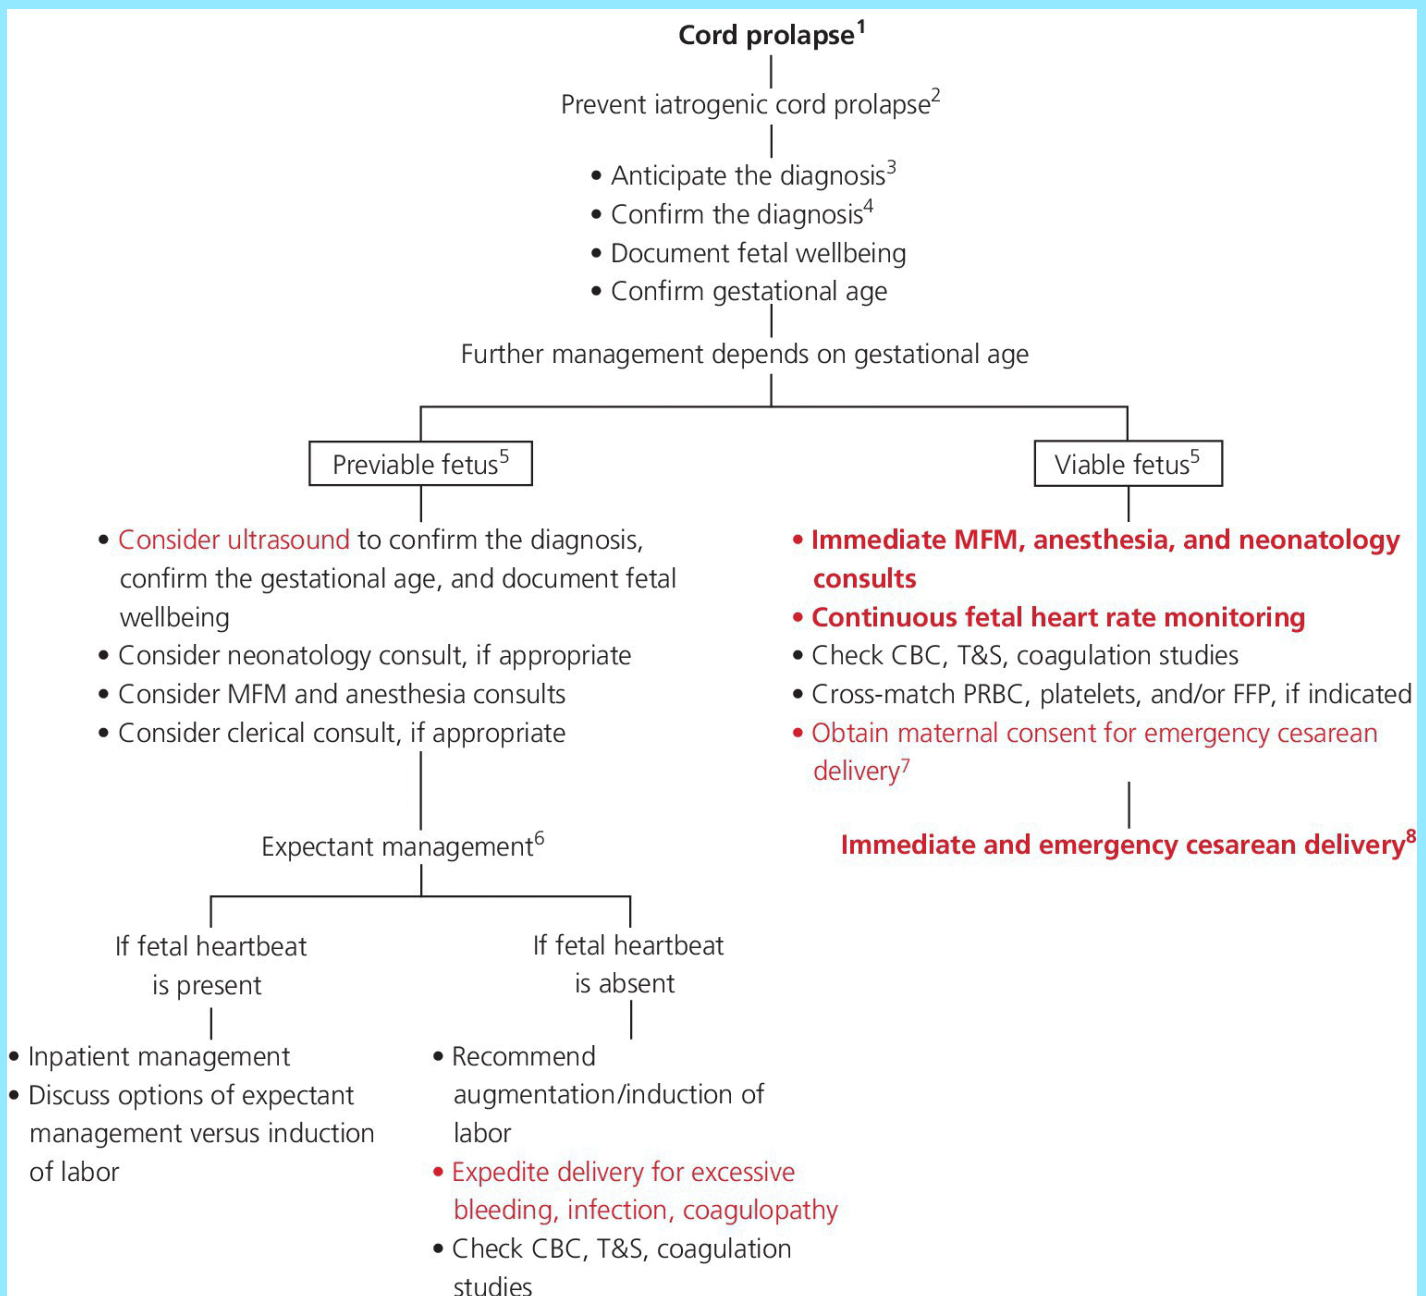 Cord prolapse1
Prevent iatrogenic cord prolapse2
• Anticipate the diagnosis3
• Confirm the diagnosis4
• Document fetal wellbeing
• Confirm gestational age
Further management depends on gestational age
Previable fetus5
• Consider ultrasound to confirm the diagnosis,
confirm the gestational age, and document fetal
wellbeing
• Consider neonatology consult, if appropriate
• Consider MFM and anesthesia consults
• Consider clerical consult, if appropriate
Expectant management6
If fetal heartbeat
is present
• Inpatient management
• Discuss options of expectant
management versus induction
of labor
If fetal heartbeat
is absent
• Recommend
augmentation/induction of
labor
• Expedite delivery for excessive
bleeding, infection, coagulopathy
• Check CBC, T&S, coagulation
studies
Viable fetus5
• Immediate MFM, anesthesia, and neonatology
consults
• Continuous fetal heart rate monitoring
• Check CBC, T&S, coagulation studies
• Cross-match PRBC, platelets, and/or FFP, if indicated
• Obtain maternal consent for emergency cesarean
delivery7
Immediate and emergency cesarean delivery8